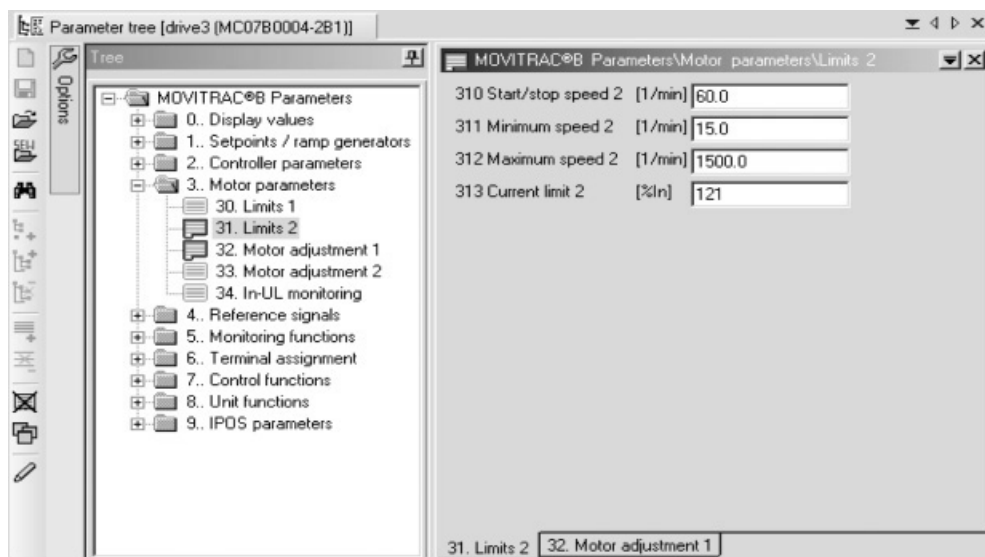 Parameter tree [drive3 (MC07B0004-2B1)]
Options
Tree
MOVITRAC®B Parameters\Motor parameters\Limits 2
MOVITRAC®B Parameters
0.. Display values
1.. Setpoints / ramp generators
2.. Controller parameters
3.. Motor parameters
30. Limits 1
31. Limits 2
32. Motor adjustment 1
33. Motor adjustment 2
34. In-UL monitoring
4.. Reference signals
5.. Monitoring functions
6.. Terminal assignment
7.. Control functions
8.. Unit functions
9.. IPOS parameters
310 Start/stop speed 2 [1/min] 60.0
311 Minimum speed 2 [1/min] 15.0
312 Maximum speed 2 [1/min] 1500.0
313 Current limit 2 [%In] 121
31. Limits 2 32. Motor adjustment 1
SEW